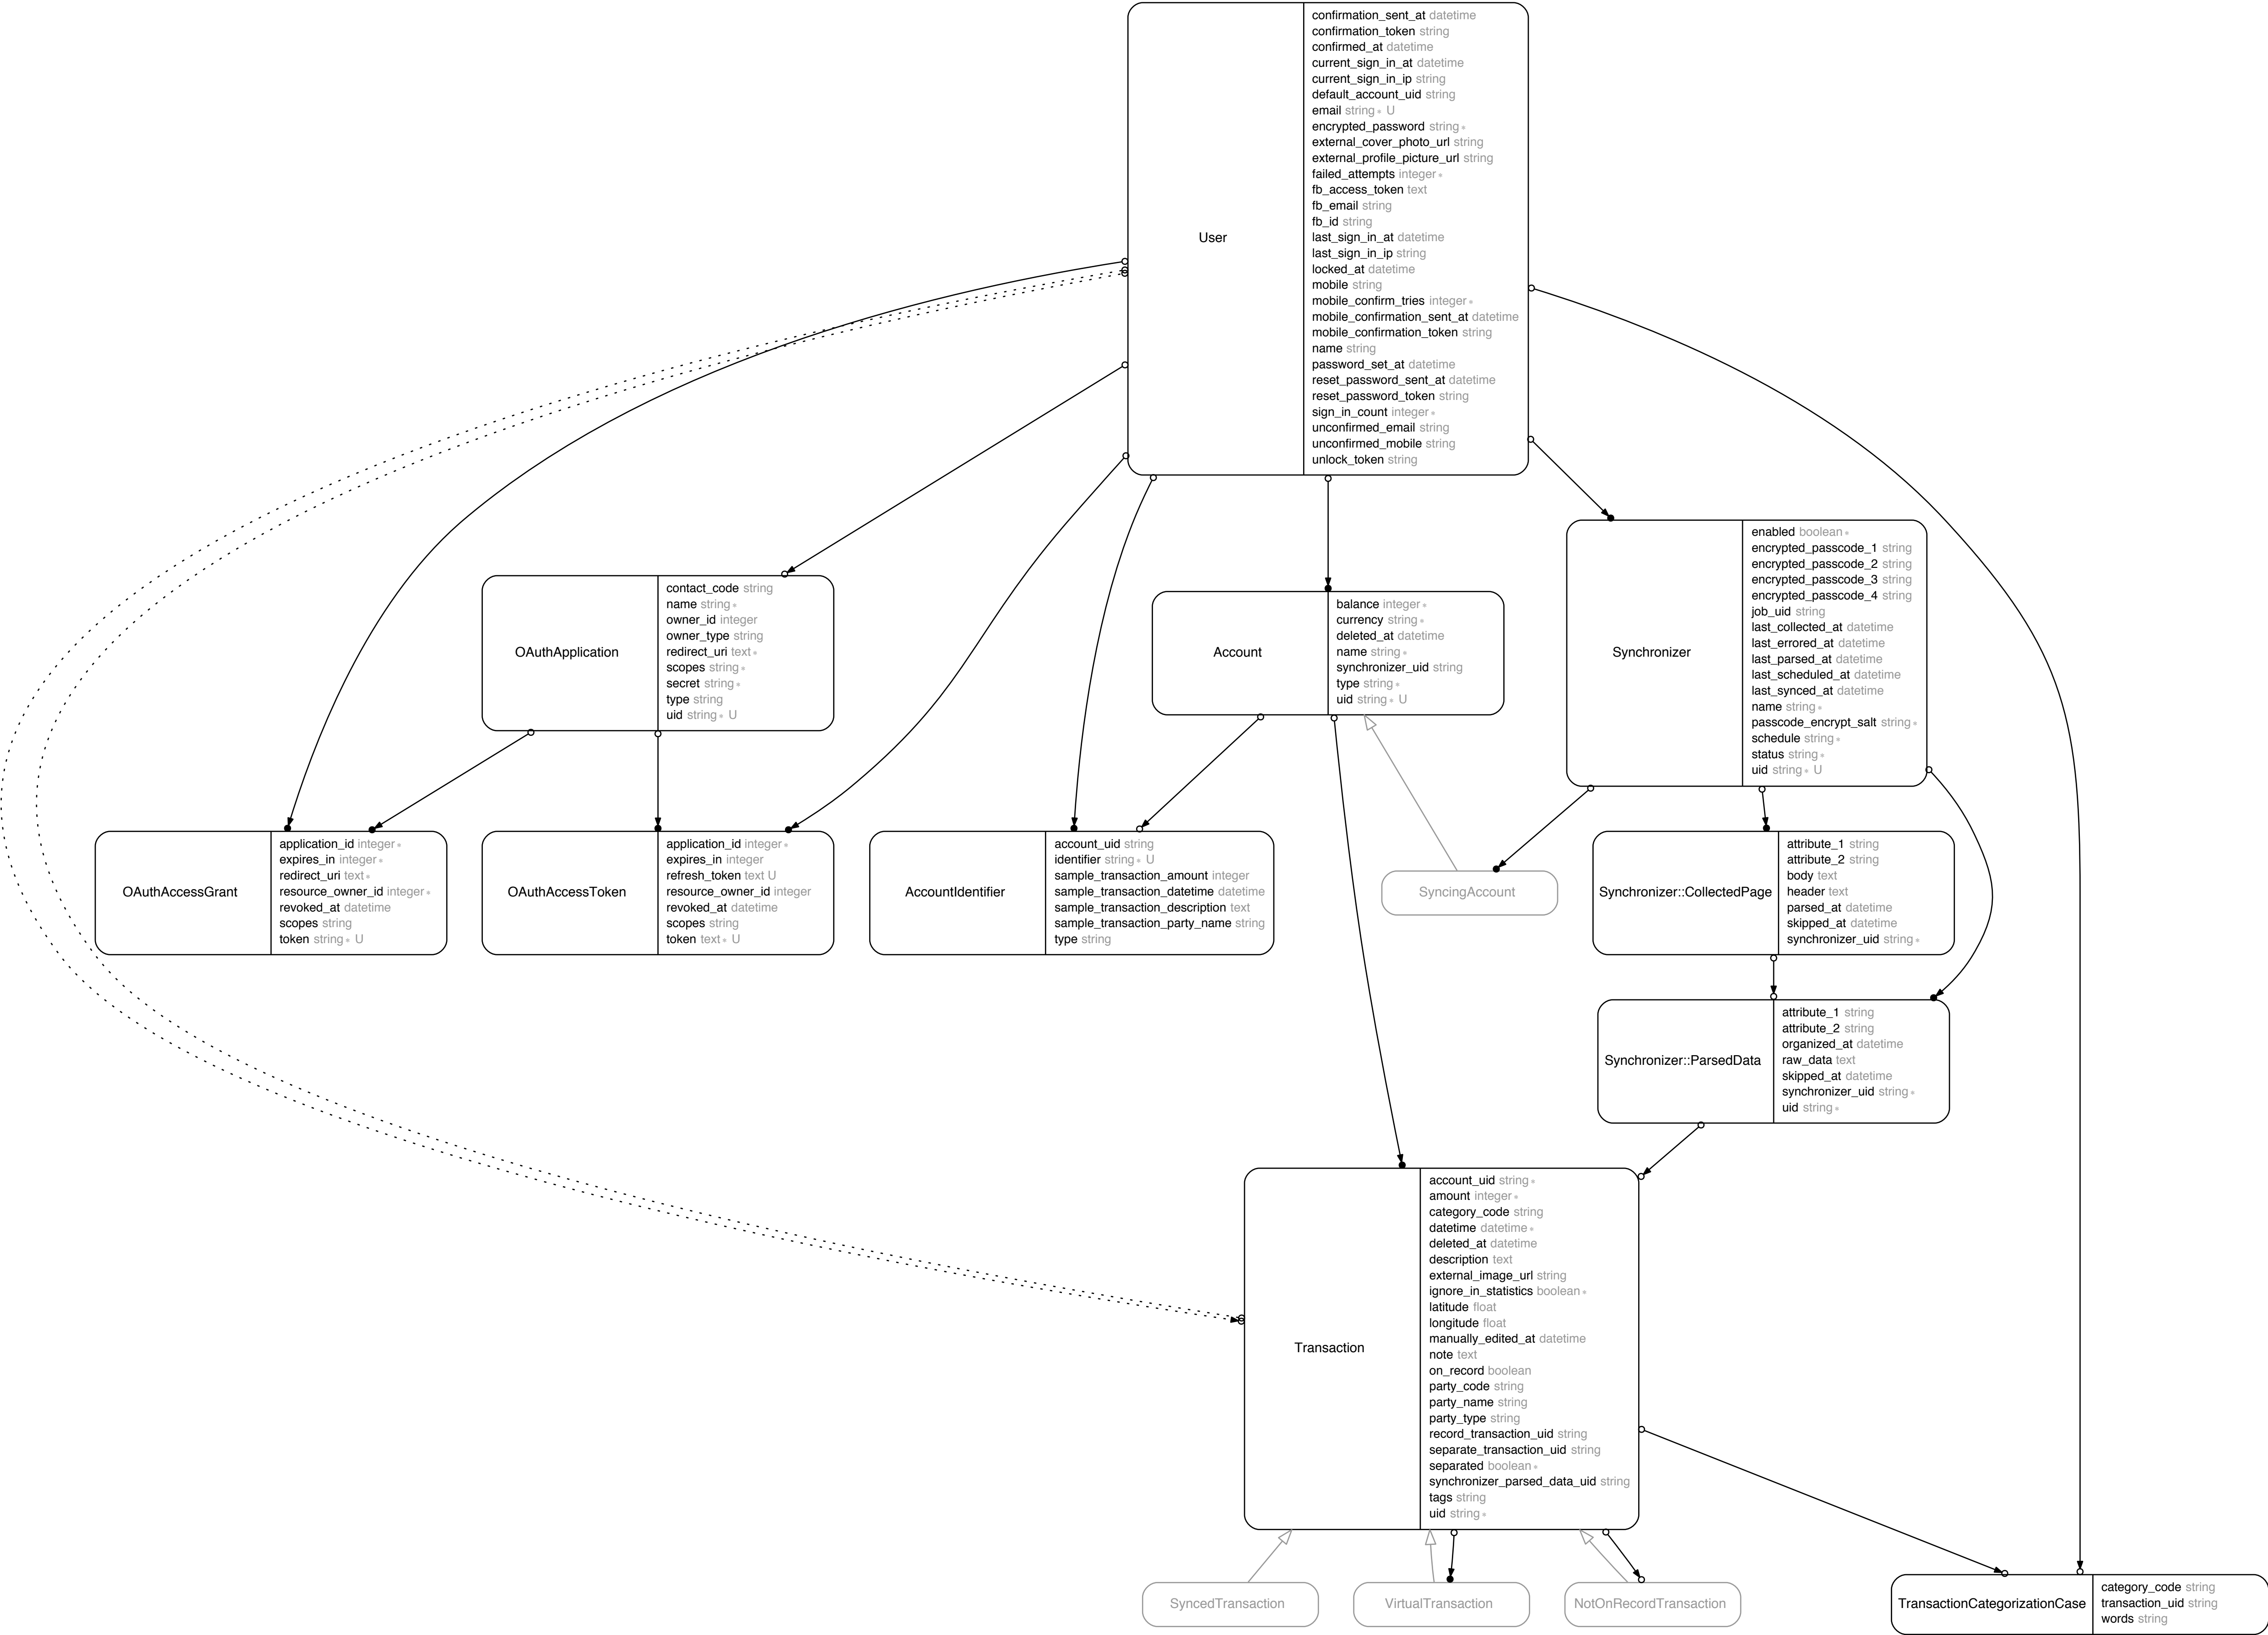 User
confirmation_sent_at datetime
confirmation_token string
confirmed_at datetime
current_sign_in_at datetime
current_sign_in_ip string
default_account_uid string
email string * U
encrypted_password string *
external_cover_photo_url string
external_profile_picture_url string
failed_attempts integer *
fb_access_token text
fb_email string
fb_id string
last_sign_in_at datetime
last_sign_in_ip string
locked_at datetime
mobile string
mobile_confirm_tries integer *
mobile_confirmation_sent_at datetime
mobile_confirmation_token string
name string
password_set_at datetime
reset_password_sent_at datetime
reset_password_token string
sign_in_count integer *
unconfirmed_email string
unconfirmed_mobile string
unlock_token string
OAuthApplication
contact_code string
name string *
owner_id integer
owner_type string
redirect_uri text *
scopes string *
secret string *
type string
uid string * U
Account
balance integer *
currency string *
deleted_at datetime
name string *
synchronizer_uid string
type string *
uid string * U
Synchronizer
enabled boolean *
encrypted_passcode_1 string
encrypted_passcode_2 string
encrypted_passcode_3 string
encrypted_passcode_4 string
job_uid string
last_collected_at datetime
last_errored_at datetime
last_parsed_at datetime
last_scheduled_at datetime
last_synced_at datetime
name string *
passcode_encrypt_salt string *
schedule string *
status string *
uid string * U
OAuthAccessGrant
application_id integer *
expires_in integer *
redirect_uri text *
resource_owner_id integer *
revoked_at datetime
scopes string
token string * U
OAuthAccessToken
application_id integer *
expires_in integer
refresh_token text U
resource_owner_id integer
revoked_at datetime
scopes string
token text * U
AccountIdentifier
account_uid string
identifier string * U
sample_transaction_amount integer
sample_transaction_datetime datetime
sample_transaction_description text
sample_transaction_party_name string
type string
SyncingAccount
Synchronizer::CollectedPage
attribute_1 string
attribute_2 string
body text
header text
parsed_at datetime
skipped_at datetime
synchronizer_uid string *
Synchronizer::ParsedData
attribute_1 string
attribute_2 string
organized_at datetime
raw_data text
skipped_at datetime
synchronizer_uid string *
uid string *
Transaction
account_uid string *
amount integer *
category_code string
datetime datetime *
deleted_at datetime
description text
external_image_url string
ignore_in_statistics boolean *
latitude float
longitude float
manually_edited_at datetime
note text
on_record boolean
party_code string
party_name string
party_type string
record_transaction_uid string
separate_transaction_uid string
separated boolean *
synchronizer_parsed_data_uid string
tags string
uid string *
SyncedTransaction
VirtualTransaction
NotOnRecordTransaction
TransactionCategorizationCase
category_code string
transaction_uid string
words string